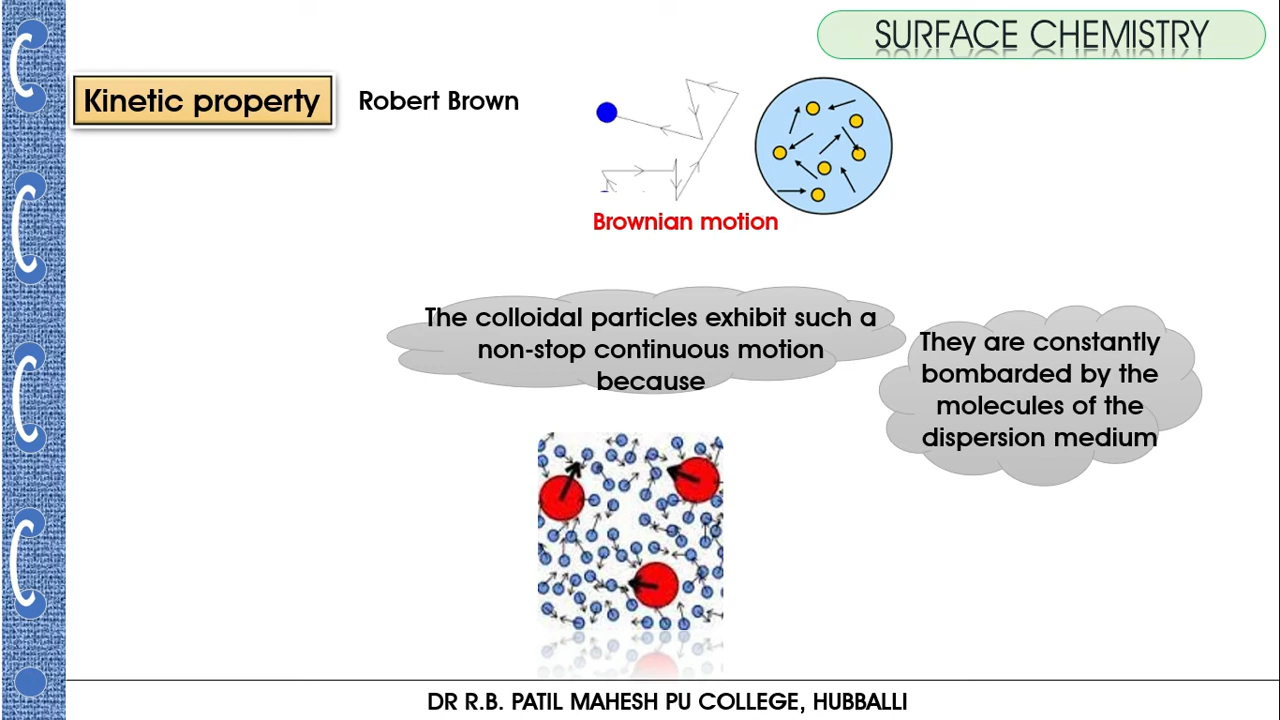 SURFACE CHEMISTRY
Kinetic property
Robert Brown
Brownian motion
The colloidal particles exhibit such a
non-stop continuous motion
because
They are constantly
bombarded by the
molecules of the
dispersion medium
DR R.B. PATIL MAHESH PU COLLEGE, HUBBALLI